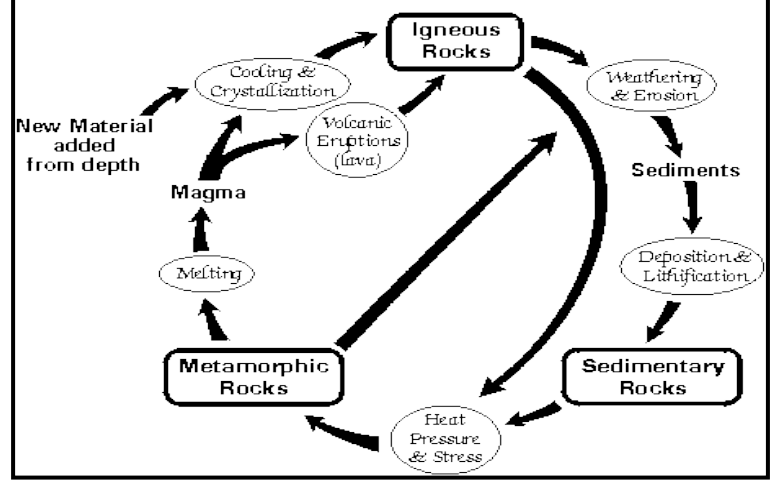 Igneous
Rocks
Cooling &
Crystallization
Weathering
& Erosion
New Material
added
from depth
Volcanic
Eruptions
(lava)
Magma
Sediments
Melting
Deposition &
Lithification
Metamorphic
Rocks
Sedimentary
Rocks
Heat
Pressure
& Stress